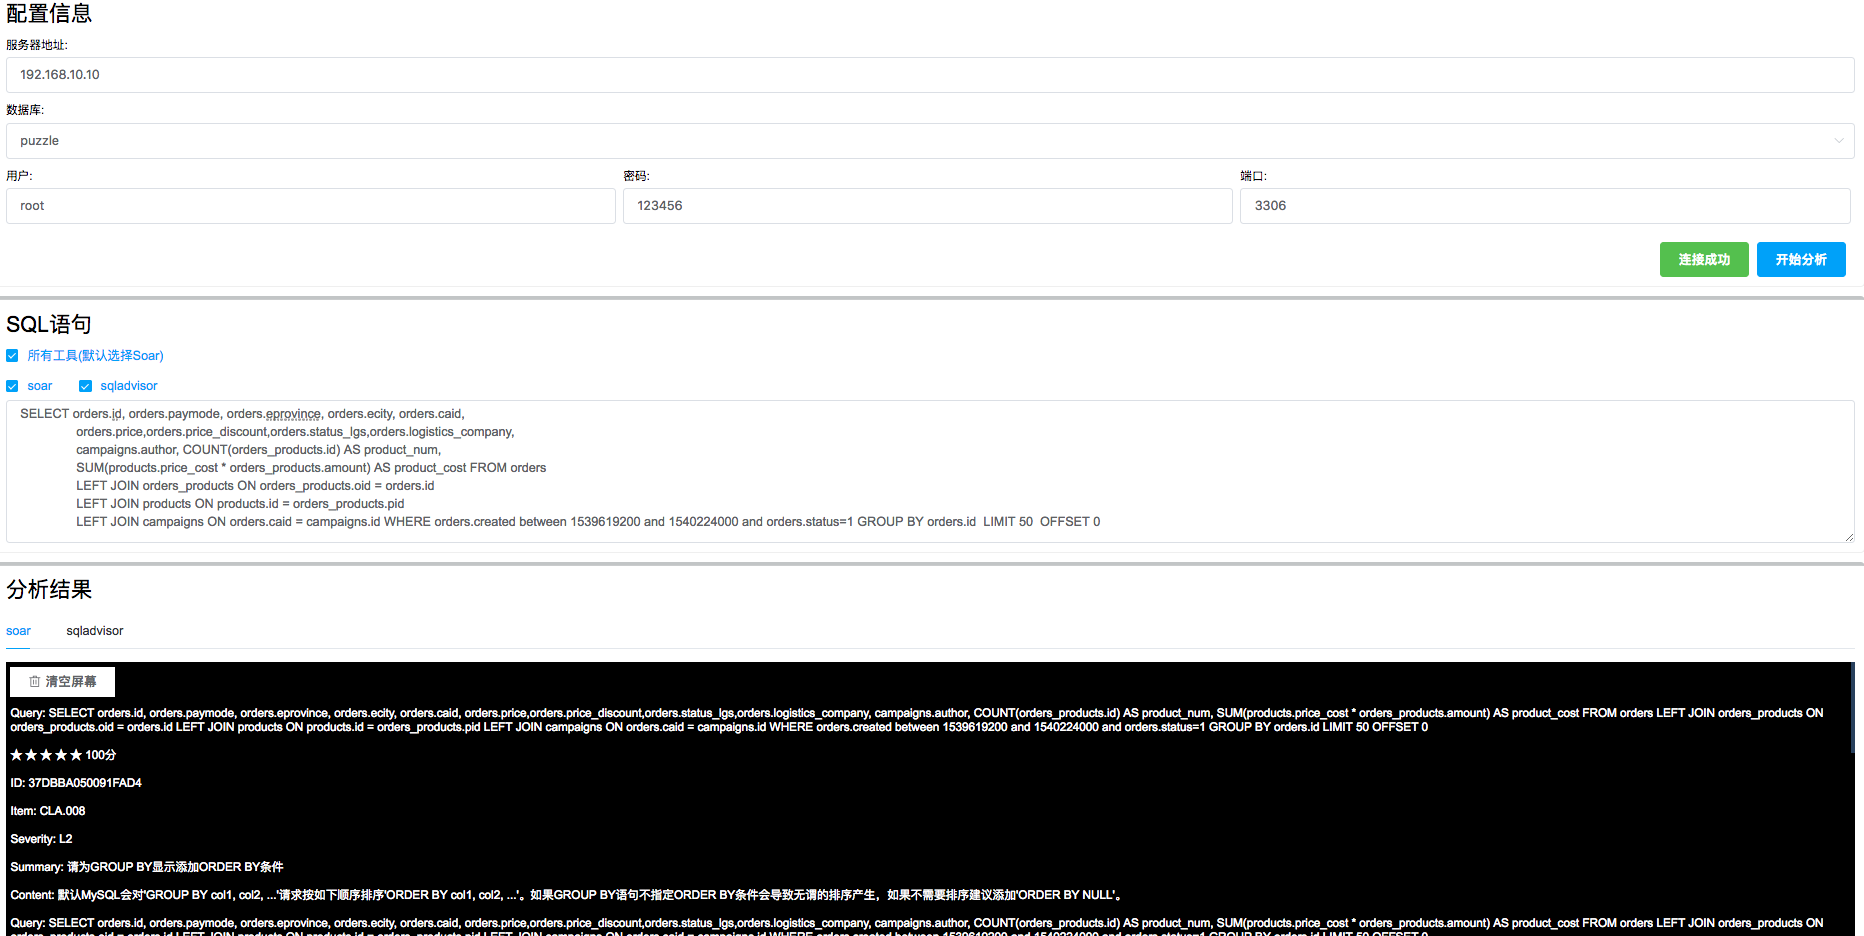 配置信息
服务器地址:
192.168.10.10
数据库:
puzzle
用户:
密码:
端口:
root
123456
3306
连接成功
开始分析
SQL语句
所有工具(默认选择Soar)
soar
sqladvisor
SELECT orders.id, orders.paymode, orders.eprovince, orders.ecity, orders.caid,
orders.price,orders.price_discount,orders.status_lgs,orders.logistics_company,
campaigns.author, COUNT(orders_products.id) AS product_num,
SUM(products.price_cost * orders_products.amount) AS product_cost FROM orders
LEFT JOIN orders_products ON orders_products.oid = orders.id
LEFT JOIN products ON products.id = orders_products.pid
LEFT JOIN campaigns ON orders.caid = campaigns.id WHERE orders.created between 1539619200 and 1540224000 and orders.status=1 GROUP BY orders.id  LIMIT 50  OFFSET 0
分析结果
soar
sqladvisor
清空屏幕
Query: SELECT orders.id, orders.paymode, orders.eprovince, orders.ecity, orders.caid, orders.price,orders.price_discount,orders.status_lgs,orders.logistics_company, campaigns.author, COUNT(orders_products.id) AS product_num, SUM(products.price_cost * orders_products.amount) AS product_cost FROM orders LEFT JOIN orders_products ON
orders_products.oid = orders.id LEFT JOIN products ON products.id = orders_products.pid LEFT JOIN campaigns ON orders.caid = campaigns.id WHERE orders.created between 1539619200 and 1540224000 and orders.status=1 GROUP BY orders.id LIMIT 50 OFFSET 0
★★★★★ 100分
ID: 37DBBA050091FAD4
Item: CLA.008
Severity: L2
Summary: 请为GROUP BY显示添加ORDER BY条件
Content: 默认MySQL会对'GROUP BY col1, col2, ...'请求按如下顺序排序'ORDER BY col1, col2, ...'。如果GROUP BY语句不指定ORDER BY条件会导致无谓的排序产生，如果不需要排序建议添加'ORDER BY NULL'。
Query: SELECT orders.id, orders.paymode, orders.eprovince, orders.ecity, orders.caid, orders.price,orders.price_discount,orders.status_lgs,orders.logistics_company, campaigns.author, COUNT(orders_products.id) AS product_num, SUM(products.price_cost * orders_products.amount) AS product_cost FROM orders LEFT JOIN orders_products ON